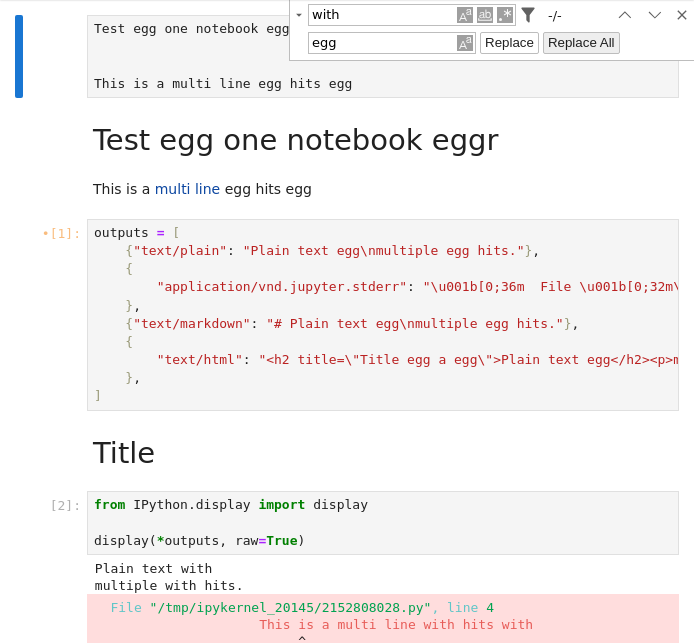 with
-/-
egg
Replace
Replace All
Test egg one notebook egg
This is a multi line egg hits egg
Test egg one notebook eggr
This is a multi line egg hits egg
•[1]:
outputs = [
{"text/plain": "Plain text egg\nmultiple egg hits."},
{
"application/vnd.jupyter.stderr": "\u001b[0;36m  File \u001b[0;32m\
},
{"text/markdown": "# Plain text egg\nmultiple egg hits."},
{
"text/html": "<h2 title=\"Title egg a egg\">Plain text egg</h2><p>m
},
]
Title
[2]:
from IPython.display import display
display(*outputs, raw=True)
Plain text with
multiple with hits.
File "/tmp/ipykernel_20145/2152808028.py", line 4
This is a multi line with hits with
^